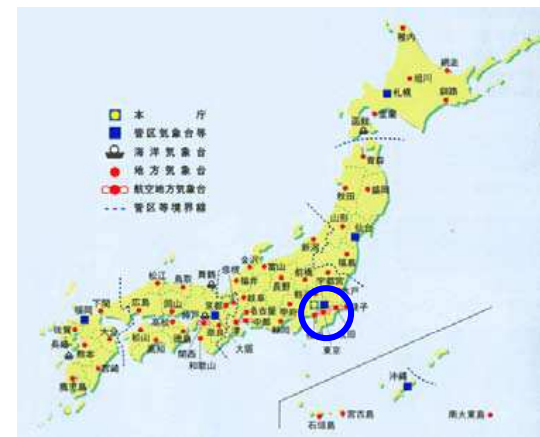 稚内
網走
旭川
札幌
釧路
室蘭
函館
青森
秋田
盛岡
山形
仙台
新潟
福島
本 庁
管区気象台等
海洋気象台
地方気象台
航空地方気象台
管区等境界線
金沢
富山
前橋
宇都宮
長野
福井
彦根
舞鶴
鳥取
松江
岐阜
名古屋
中部
京都
神戸
岡山
広島
下関
福岡
佐賀
長崎
熊本
大分
宮崎
鹿児島
松山
高知
高松
徳島
関西
和歌山
奈良
大阪
津
静岡
甲府
銚子
東京
沖縄
石垣島
宮古島
南大東島